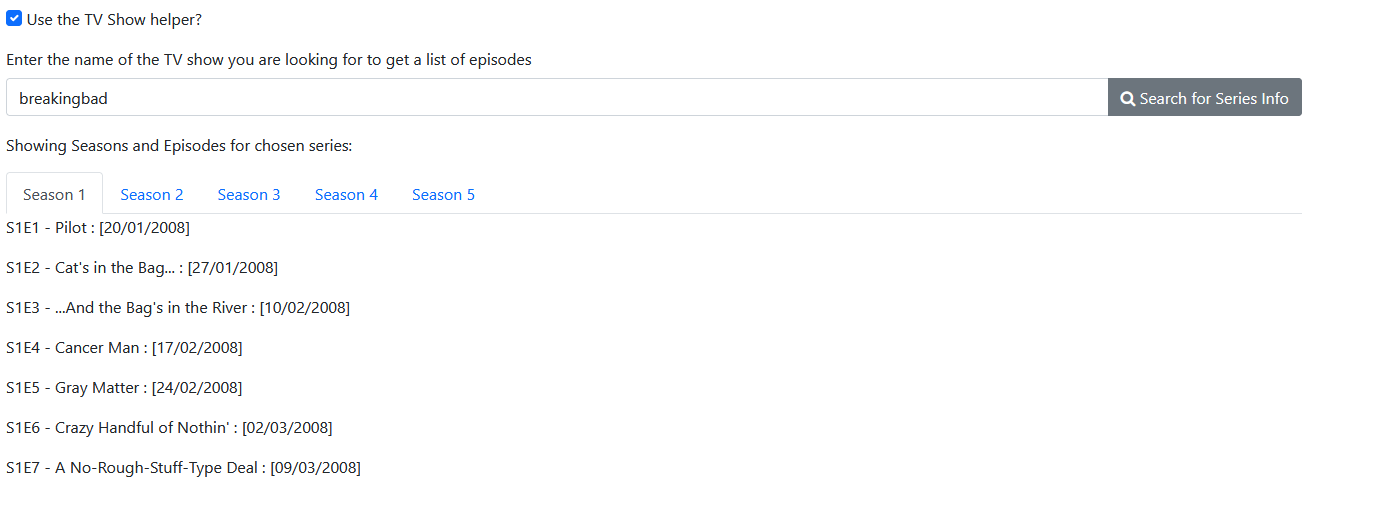 Use the TV Show helper?
Enter the name of the TV show you are looking for to get a list of episodes
breakingbad
Search for Series Info
Showing Seasons and Episodes for chosen series:
Season 1 Season 2 Season 3 Season 4 Season 5
S1E1 - Pilot : [20/01/2008]
S1E2 - Cat's in the Bag... : [27/01/2008]
S1E3 - ...And the Bag's in the River : [10/02/2008]
S1E4 - Cancer Man : [17/02/2008]
S1E5 - Gray Matter : [24/02/2008]
S1E6 - Crazy Handful of Nothin' : [02/03/2008]
S1E7 - A No-Rough-Stuff-Type Deal : [09/03/2008]